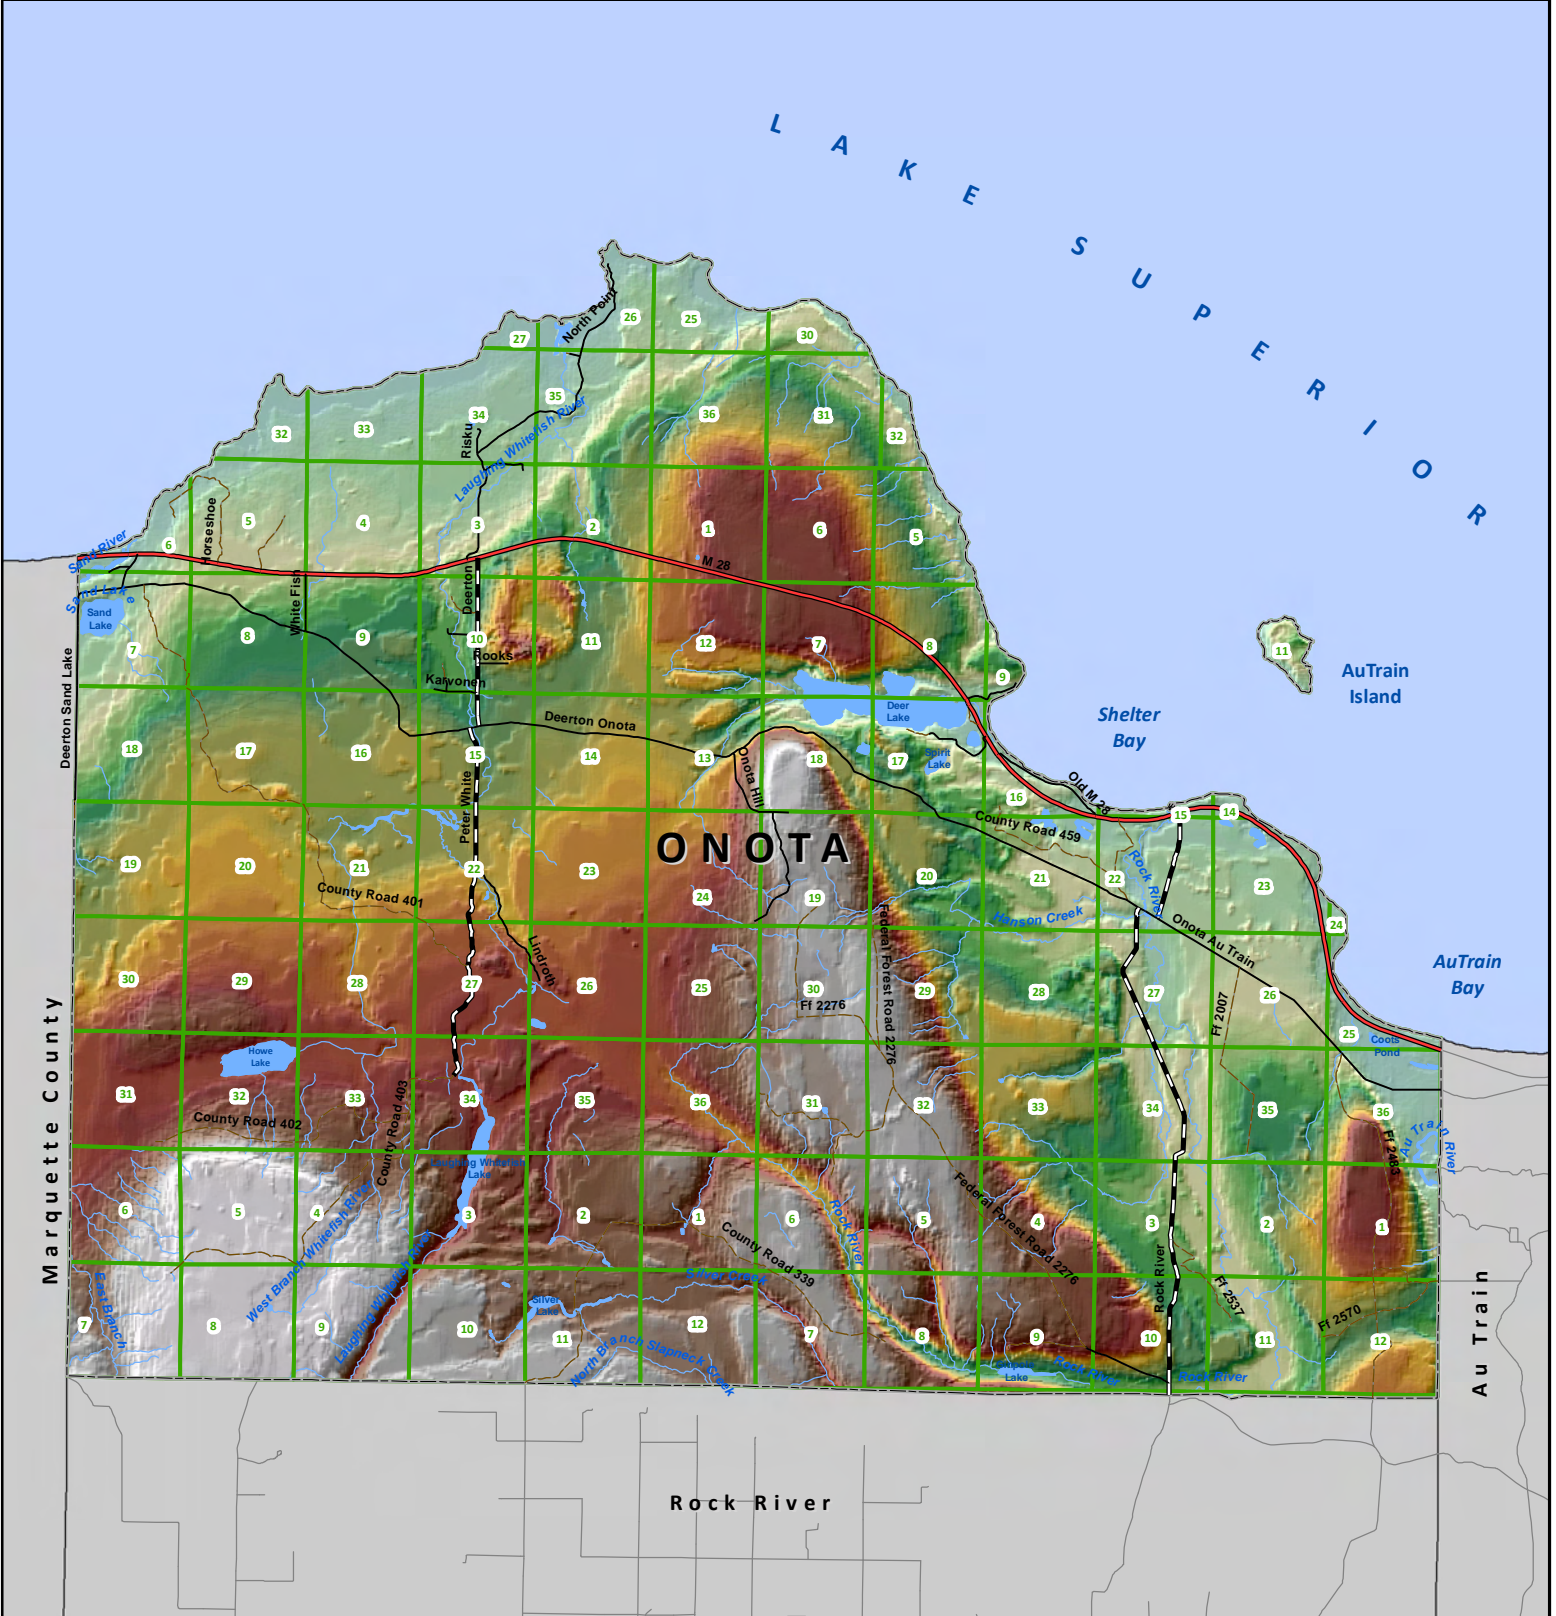 LAKE SUPERIOR
27
North Point
26
25
30
35
34
33
32
36
31
32
Risku
Laughing Whitefish River
Horseshoe
5
4
3
2
1
6
5
6
Sand River
M 28
Sand Lake
Sand
Lake
White Fish
Deerton
7
8
9
10
11
12
7
8
9
11
AuTrain
Island
Rooks
Karvonen
Deerton Sand Lake
Deer
Lake
Shelter
Bay
Deerton Onota
18
17
16
15
14
13
Onota Hill
18
17
Spirit
Lake
16
Old M 28
15
14
Peter White
County Road 459
ONOTA
19
20
21
22
23
24
19
20
21
22
23
24
Rock River
County Road 401
Hanson Creek
Onota Au Train
Federal Forest Road 2276
Lindroth
AuTrain
Bay
30
29
28
27
26
25
30
29
28
27
26
25
Ff 2276
Ff 2007
Coots
Pond
Howe
Lake
Marquette County
31
32
33
34
35
36
31
32
33
34
35
36
County Road 402
County Road 403
Ff 2483
Au Train River
Lake
Federal Forest Road 2276
6
5
4
3
2
1
6
5
4
3
2
1
West Branch Whitefish River
Laughing Whitefish River
County Road 339
Rock River
Rock River
East Branch
Silver Creek
Silver
Lake
Ff 2537
Ff 2570
7
8
9
10
11
12
7
8
9
10
11
12
North Branch Slapneck Creek
Lake
Rock River
Rock River
Au Train
Rock River